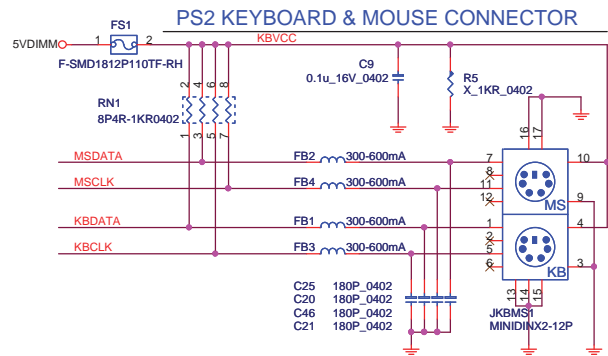 PS2 KEYBOARD & MOUSE CONNECTOR
FS1
5VDIMM 1 2 KBVCC
F-SMD1812P110TF-RH
C9
0.1u_16V_0402
R5
X_1KR_0402
2 4 6 8
RN1
8P4R-1KR0402
1 3 5 7
16 17
MSDATA FB2 300-600mA 7 10
8
MSCLK FB4 300-600mA 11
12 MS 9
KBDATA FB1 300-600mA 1 4
2
KBCLK FB3 300-600mA 5
6 KB 3
13 14 15
C25 180P_0402
C20 180P_0402
C46 180P_0402
C21 180P_0402
JKBMS1
MINIDINX2-12P